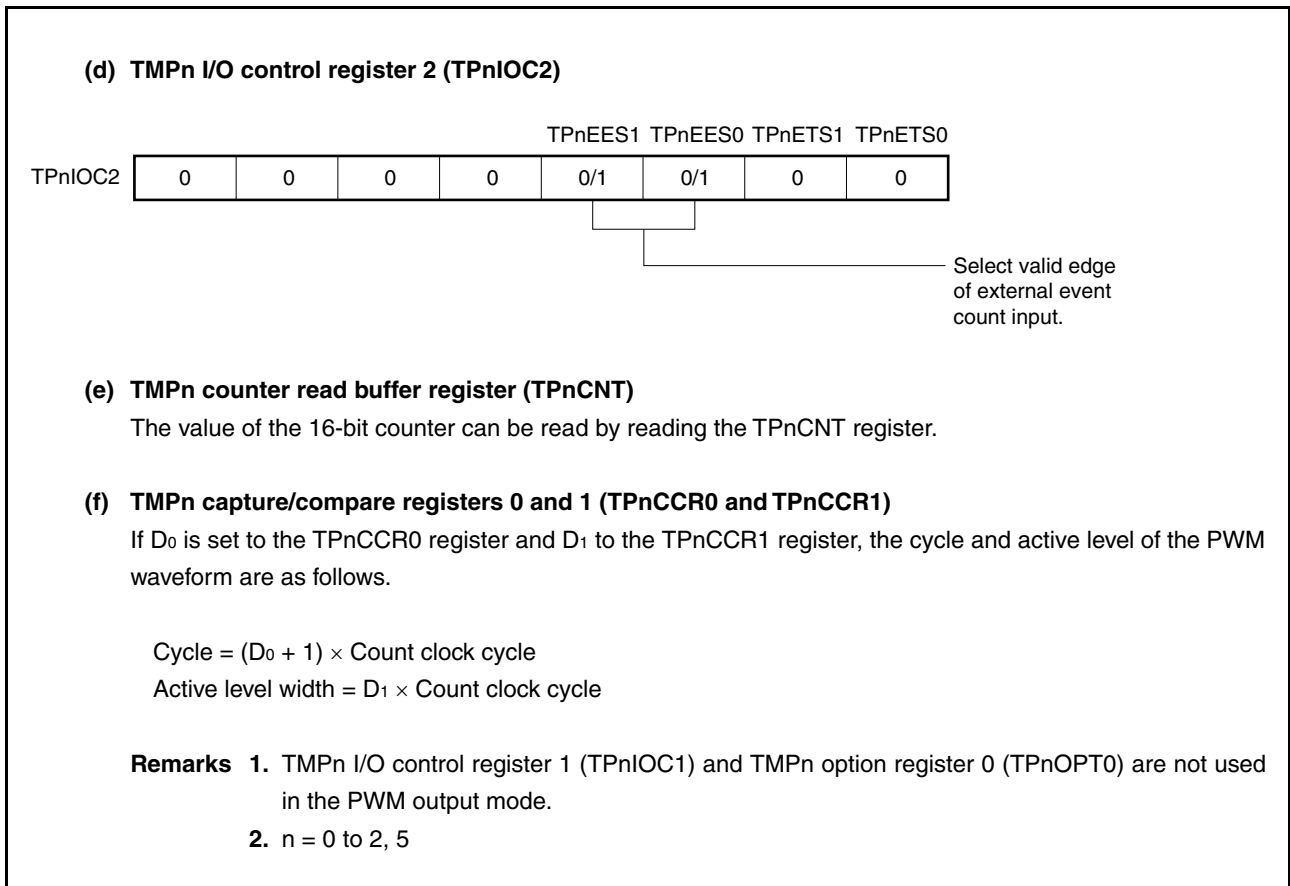 (d) TMPn I/O control register 2 (TPnIOC2)
TPnEES1 TPnEES0 TPnETS1 TPnETS0
TPnIOC2 0 0 0 0 0/1 0/1 0 0
Select valid edge
of external event
count input.
(e) TMPn counter read buffer register (TPnCNT)
The value of the 16-bit counter can be read by reading the TPnCNT register.
(f) TMPn capture/compare registers 0 and 1 (TPnCCR0 and TPnCCR1)
If D0 is set to the TPnCCR0 register and D1 to the TPnCCR1 register, the cycle and active level of the PWM
waveform are as follows.
Cycle = (D0 + 1) × Count clock cycle
Active level width = D1 × Count clock cycle
Remarks 1. TMPn I/O control register 1 (TPnIOC1) and TMPn option register 0 (TPnOPT0) are not used
in the PWM output mode.
2. n = 0 to 2, 5